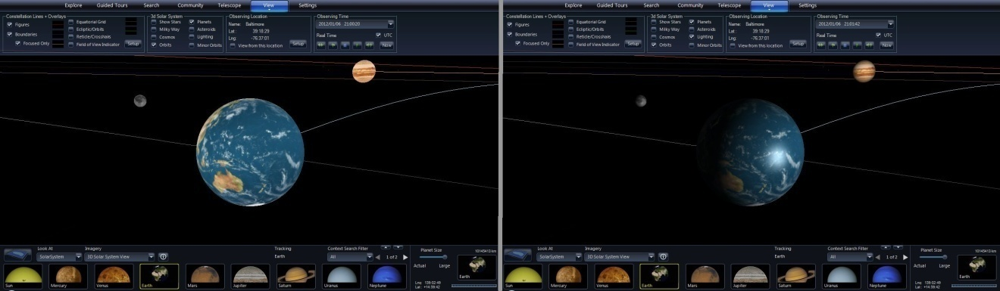 Explore Guided Tours Search Community Telescope View Settings
Constellation Lines + Overlays 3d Solar System Observing Location Observing Time
Figures Equatorial Grid Show Stars Planets Name: Baltimore 2012/01/06 21:00:20
Boundaries Ecliptic/Orbits Milky Way Asteroids Lat: 39:18:29 Real Time UTC
Focused Only Reticle/Crosshairs Cosmos Lighting Lng: -76:37:01
Field of View Indicator Setup Orbits Minor Orbits View from this location Setup Now
Look At Imagery Tracking Context Search Filter Planet Size 10145413 km
SolarSystem 3D Solar System View Earth All 1 of 2 Actual Large Earth
Sun Mercury Venus Earth Mars Jupiter Saturn Uranus Neptune
Lng: 139:02:49
Lat: +14:59:42
Explore Guided Tours Search Community Telescope View Settings
Constellation Lines + Overlays 3d Solar System Observing Location Observing Time
Figures Equatorial Grid Show Stars Planets Name: Baltimore 2012/01/06 21:01:42
Boundaries Ecliptic/Orbits Milky Way Asteroids Lat: 39:18:29 Real Time UTC
Focused Only Reticle/Crosshairs Cosmos Lighting Lng: -76:37:01
Field of View Indicator Setup Orbits Minor Orbits View from this location Setup Now
Look At Imagery Tracking Context Search Filter Planet Size 10145413 km
SolarSystem 3D Solar System View Earth All 1 of 2 Actual Large Earth
Sun Mercury Venus Earth Mars Jupiter Saturn Uranus Neptune
Lng: 139:02:49
Lat: +14:59:42